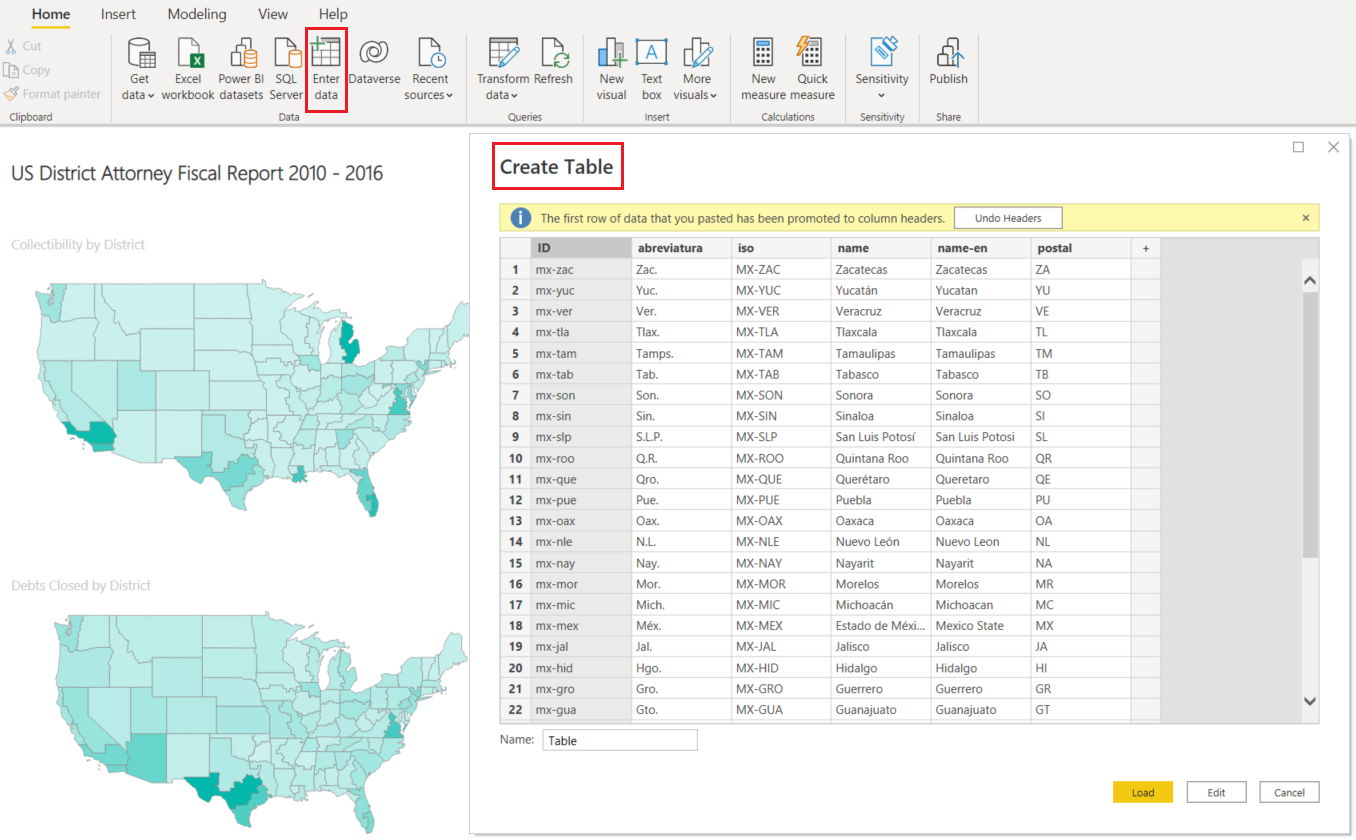 Home Insert Modeling View Help
Cut
Copy
Format painter
Clipboard
Get data
Excel workbook
Power BI datasets
SQL Server
Enter data
Dataverse
Recent sources
Data
Transform data
Refresh
Queries
New visual
Text box
More visuals
Insert
New measure
Quick measure
Calculations
Sensitivity
Sensitivity
Publish
Share
US District Attorney Fiscal Report 2010 - 2016
Collectibility by District
Debts Closed by District
Create Table
The first row of data that you pasted has been promoted to column headers. Undo Headers
ID abreviatura iso name name-en postal +
1 mx-zac Zac. MX-ZAC Zacatecas Zacatecas ZA
2 mx-yuc Yuc. MX-YUC Yucatán Yucatan YU
3 mx-ver Ver. MX-VER Veracruz Veracruz VE
4 mx-tla Tlax. MX-TLA Tlaxcala Tlaxcala TL
5 mx-tam Tamps. MX-TAM Tamaulipas Tamaulipas TM
6 mx-tab Tab. MX-TAB Tabasco Tabasco TB
7 mx-son Son. MX-SON Sonora Sonora SO
8 mx-sin Sin. MX-SIN Sinaloa Sinaloa SI
9 mx-slp S.L.P. MX-SLP San Luis Potosí San Luis Potosi SL
10 mx-roo Q.R. MX-ROO Quintana Roo Quintana Roo QR
11 mx-que Qro. MX-QUE Querétaro Queretaro QE
12 mx-pue Pue. MX-PUE Puebla Puebla PU
13 mx-oax Oax. MX-OAX Oaxaca Oaxaca OA
14 mx-nle N.L. MX-NLE Nuevo León Nuevo Leon NL
15 mx-nay Nay. MX-NAY Nayarit Nayarit NA
16 mx-mor Mor. MX-MOR Morelos Morelos MR
17 mx-mic Mich. MX-MIC Michoacán Michoacan MC
18 mx-mex Méx. MX-MEX Estado de Méxi... Mexico State MX
19 mx-jal Jal. MX-JAL Jalisco Jalisco JA
20 mx-hid Hgo. MX-HID Hidalgo Hidalgo HI
21 mx-gro Gro. MX-GRO Guerrero Guerrero GR
22 mx-gua Gto. MX-GUA Guanajuato Guanajuato GT
Name: Table
Load Edit Cancel